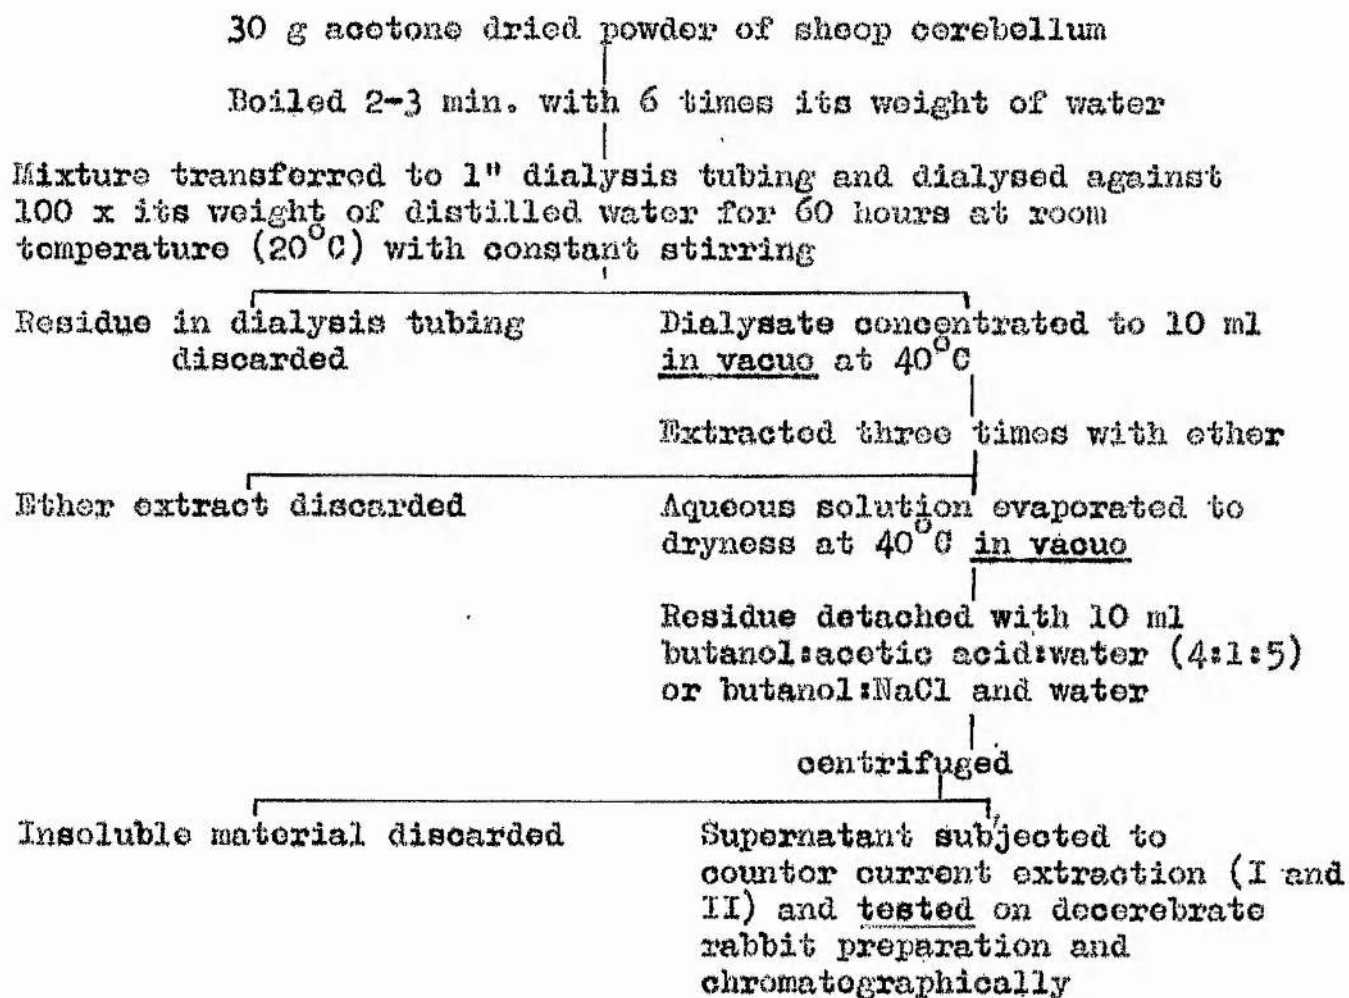 30 g acetone dried powder of sheep cerebellum
Boiled 2-3 min. with 6 times its weight of water
Mixture transferred to 1" dialysis tubing and dialysed against
100 x its weight of distilled water for 60 hours at room
temperature (20°C) with constant stirring
Residue in dialysis tubing
discarded
Dialysate concentrated to 10 ml
in vacuo at 40°C
Extracted three times with ether
Ether extract discarded
Aqueous solution evaporated to
dryness at 40°C in vacuo
Residue detached with 10 ml
butanol:acetic acid:water (4:1:5)
or butanol:NaCl and water
centrifuged
Insoluble material discarded
Supernatant subjected to
counter current extraction (I and
II) and tested on decerebrate
rabbit preparation and
chromatographically